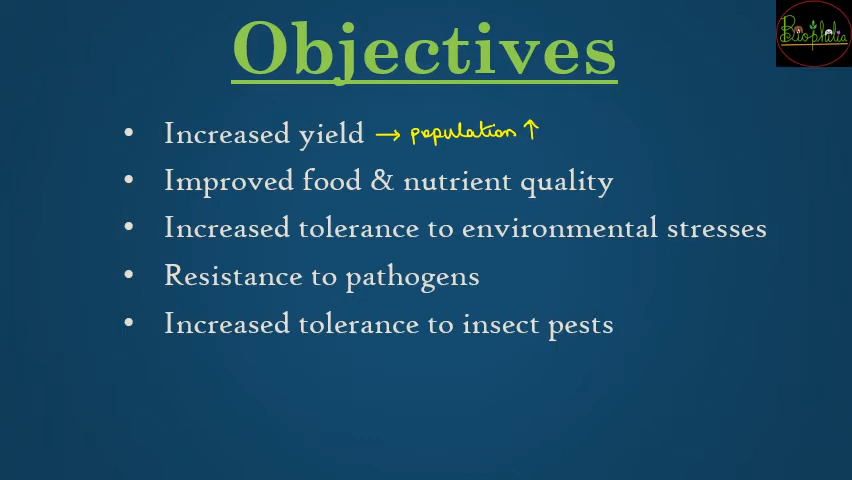 Biophilia
Objectives
• Increased yield → population ↑
• Improved food & nutrient quality
• Increased tolerance to environmental stresses
• Resistance to pathogens
• Increased tolerance to insect pests